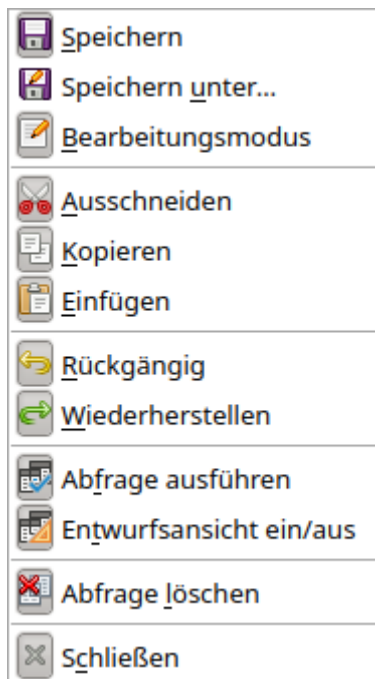 Speichern
Speichern unter...
Bearbeitungsmodus
Ausschneiden
Kopieren
Einfügen
Rückgängig
Wiederherstellen
Abfrage ausführen
Entwurfsansicht ein/aus
Abfrage löschen
Schließen